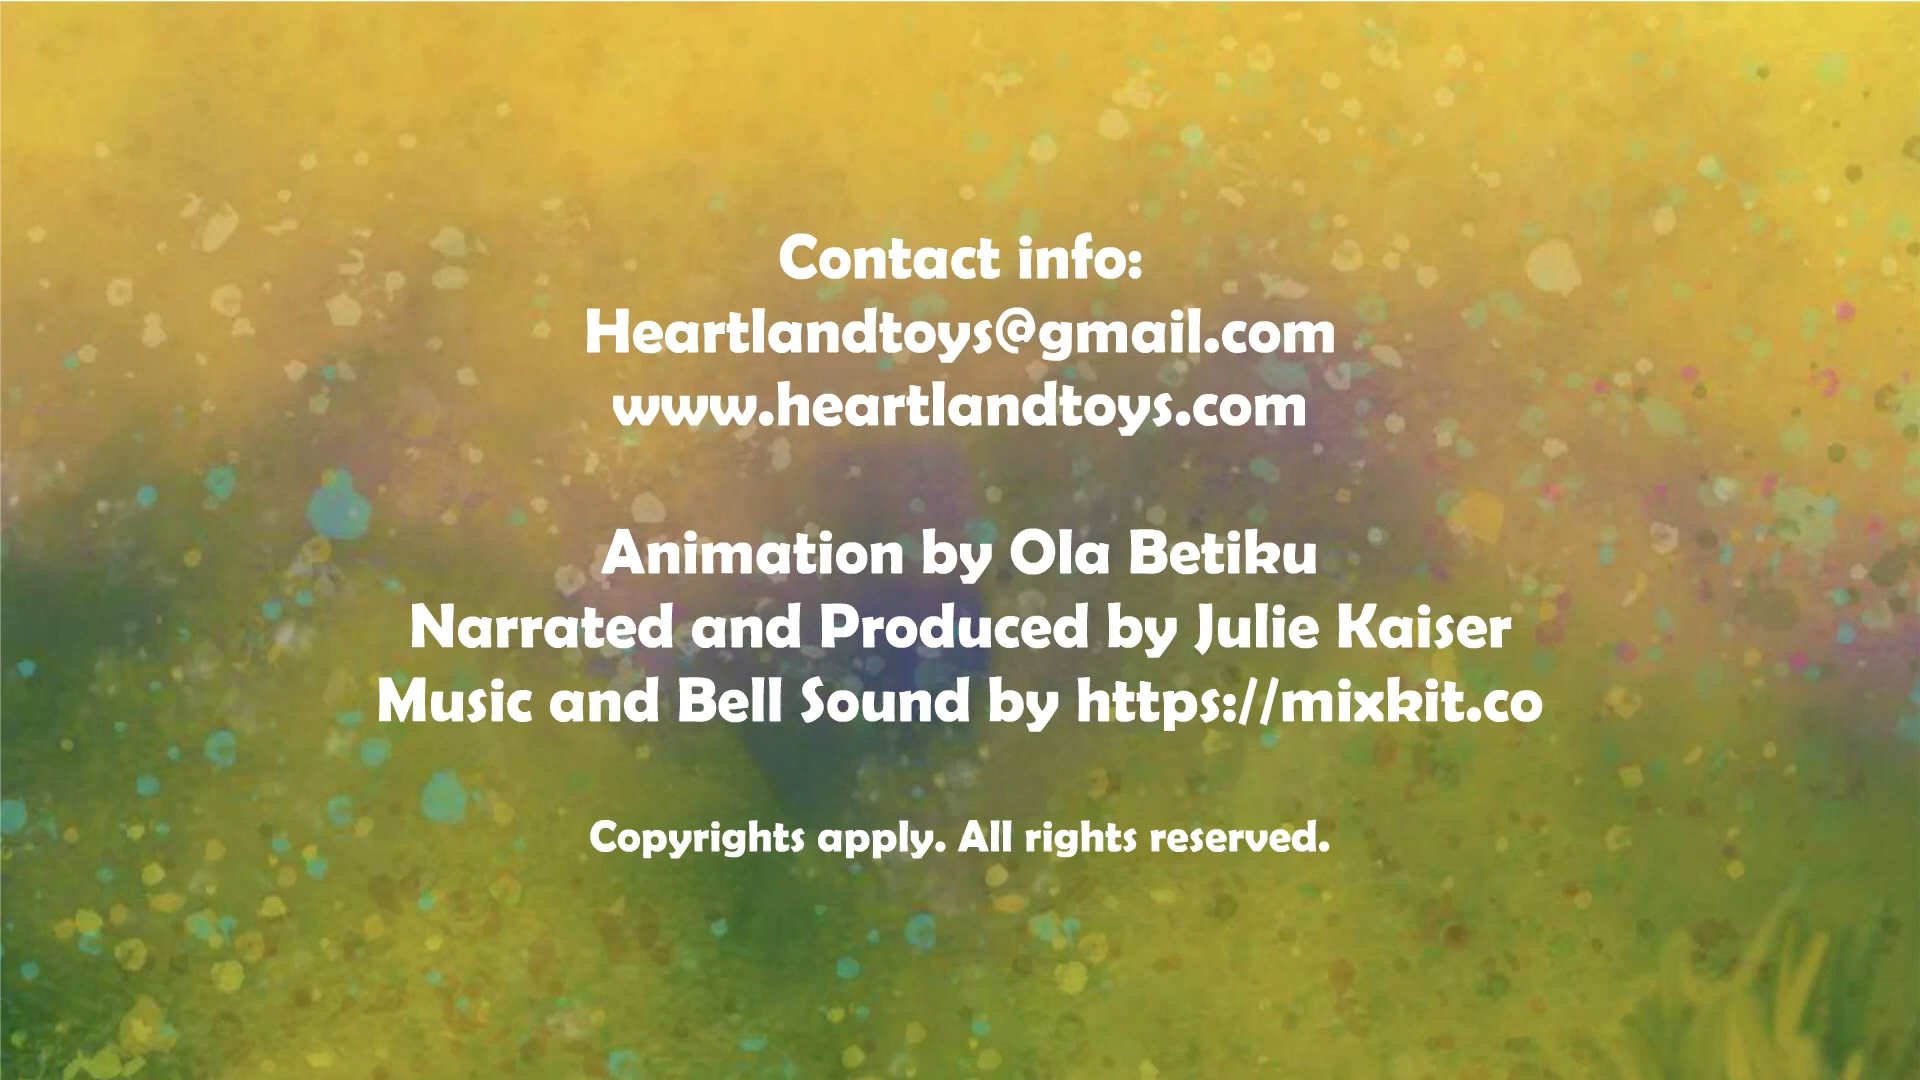 Contact info:
Heartlandtoys@gmail.com
www.heartlandtoys.com
Animation by Ola Betiku
Narrated and Produced by Julie Kaiser
Music and Bell Sound by https://mixkit.co
Copyrights apply. All rights reserved.